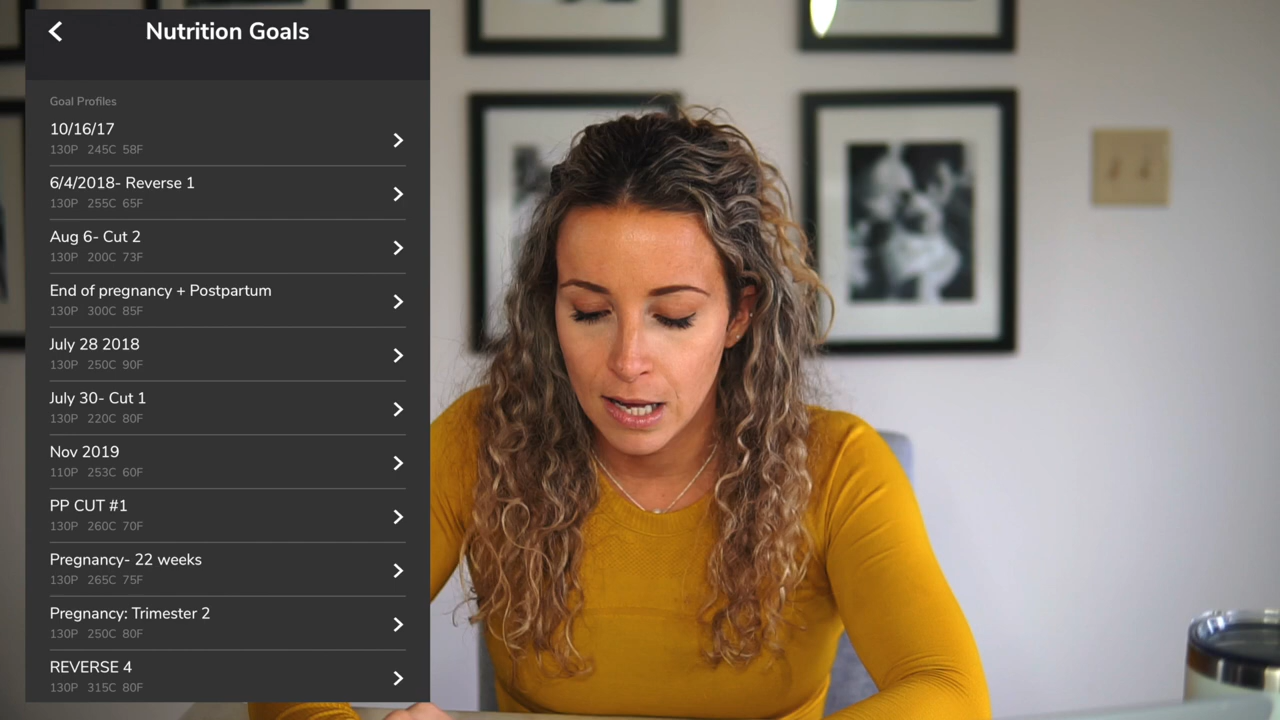 Nutrition Goals
Goal Profiles
10/16/17
130P 245C 58F
6/4/2018- Reverse 1
130P 255C 65F
Aug 6- Cut 2
130P 200C 73F
End of pregnancy + Postpartum
130P 300C 85F
July 28 2018
130P 250C 90F
July 30- Cut 1
130P 220C 80F
Nov 2019
110P 253C 60F
PP CUT #1
130P 260C 70F
Pregnancy- 22 weeks
130P 265C 75F
Pregnancy: Trimester 2
130P 250C 80F
REVERSE 4
130P 315C 80F